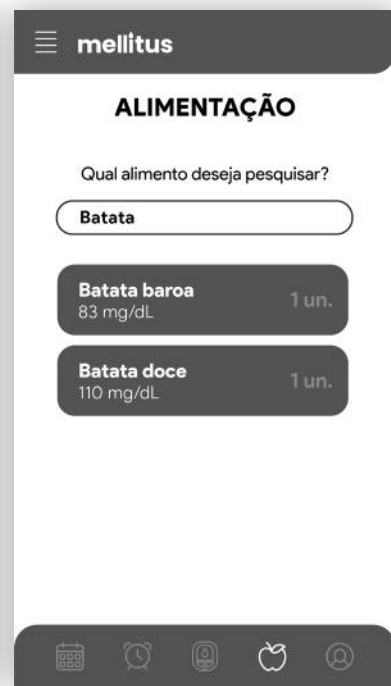 mellitus
ALIMENTAÇÃO
Qual alimento deseja pesquisar?
Batata
Batata baroa
83 mg/dL
1 un.
Batata doce
110 mg/dL
1 un.